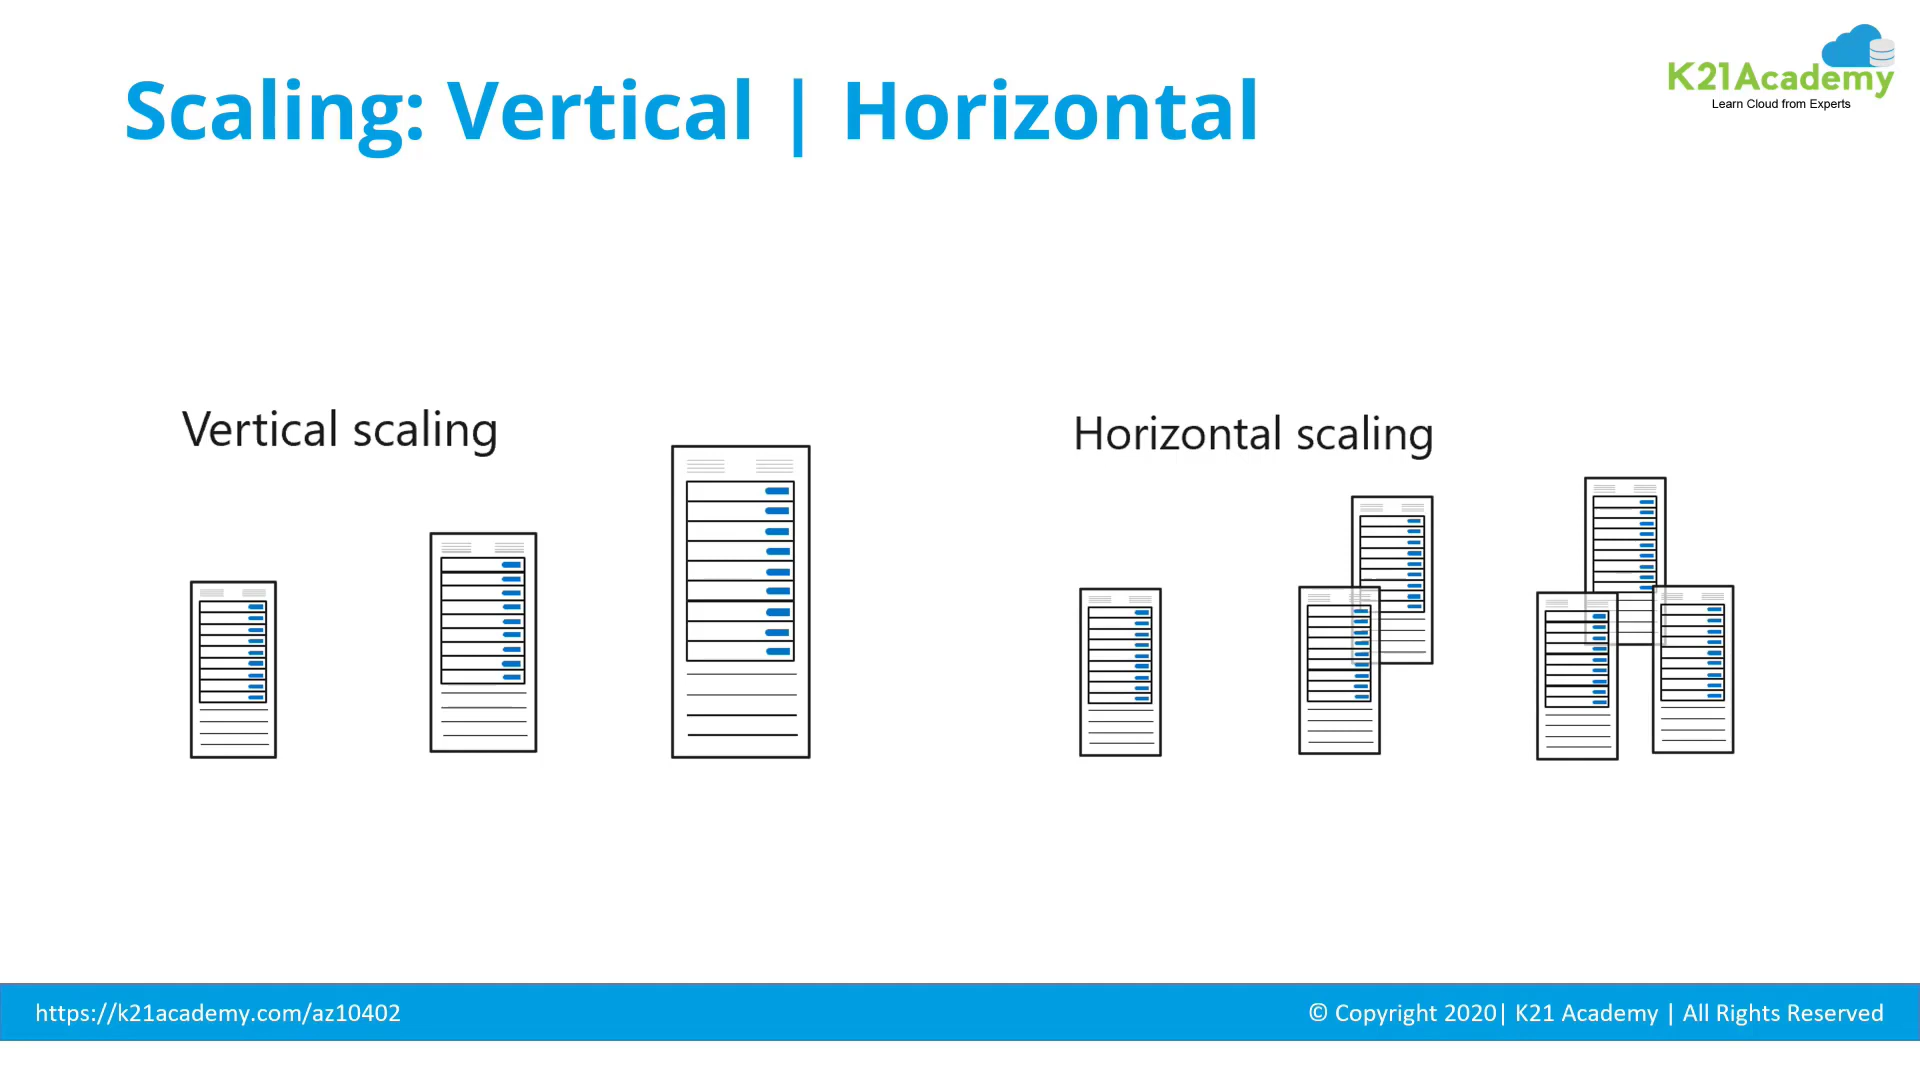 Scaling: Vertical | Horizontal
K21Academy
Learn Cloud from Experts
Vertical scaling
Horizontal scaling
https://k21academy.com/az10402
© Copyright 2020| K21 Academy | All Rights Reserved